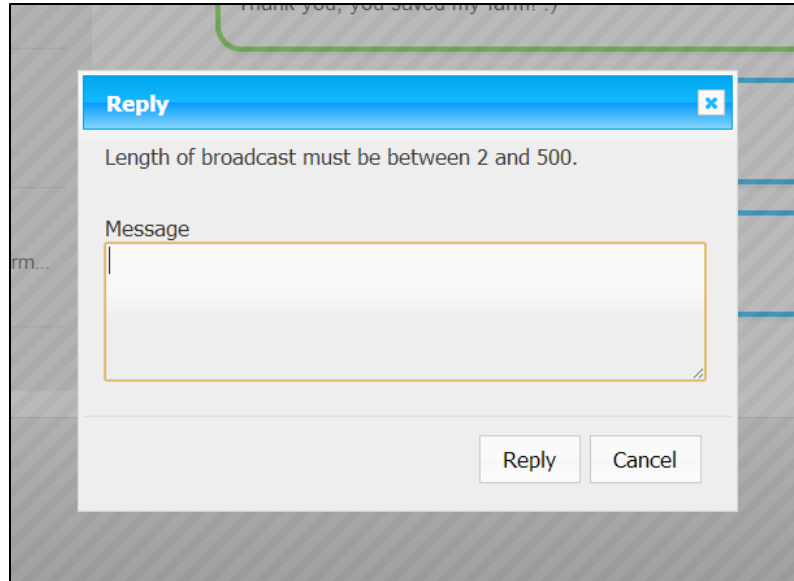 Thank you, you saved my farm! :)
Reply
Length of broadcast must be between 2 and 500.
Message
rm...
Reply Cancel